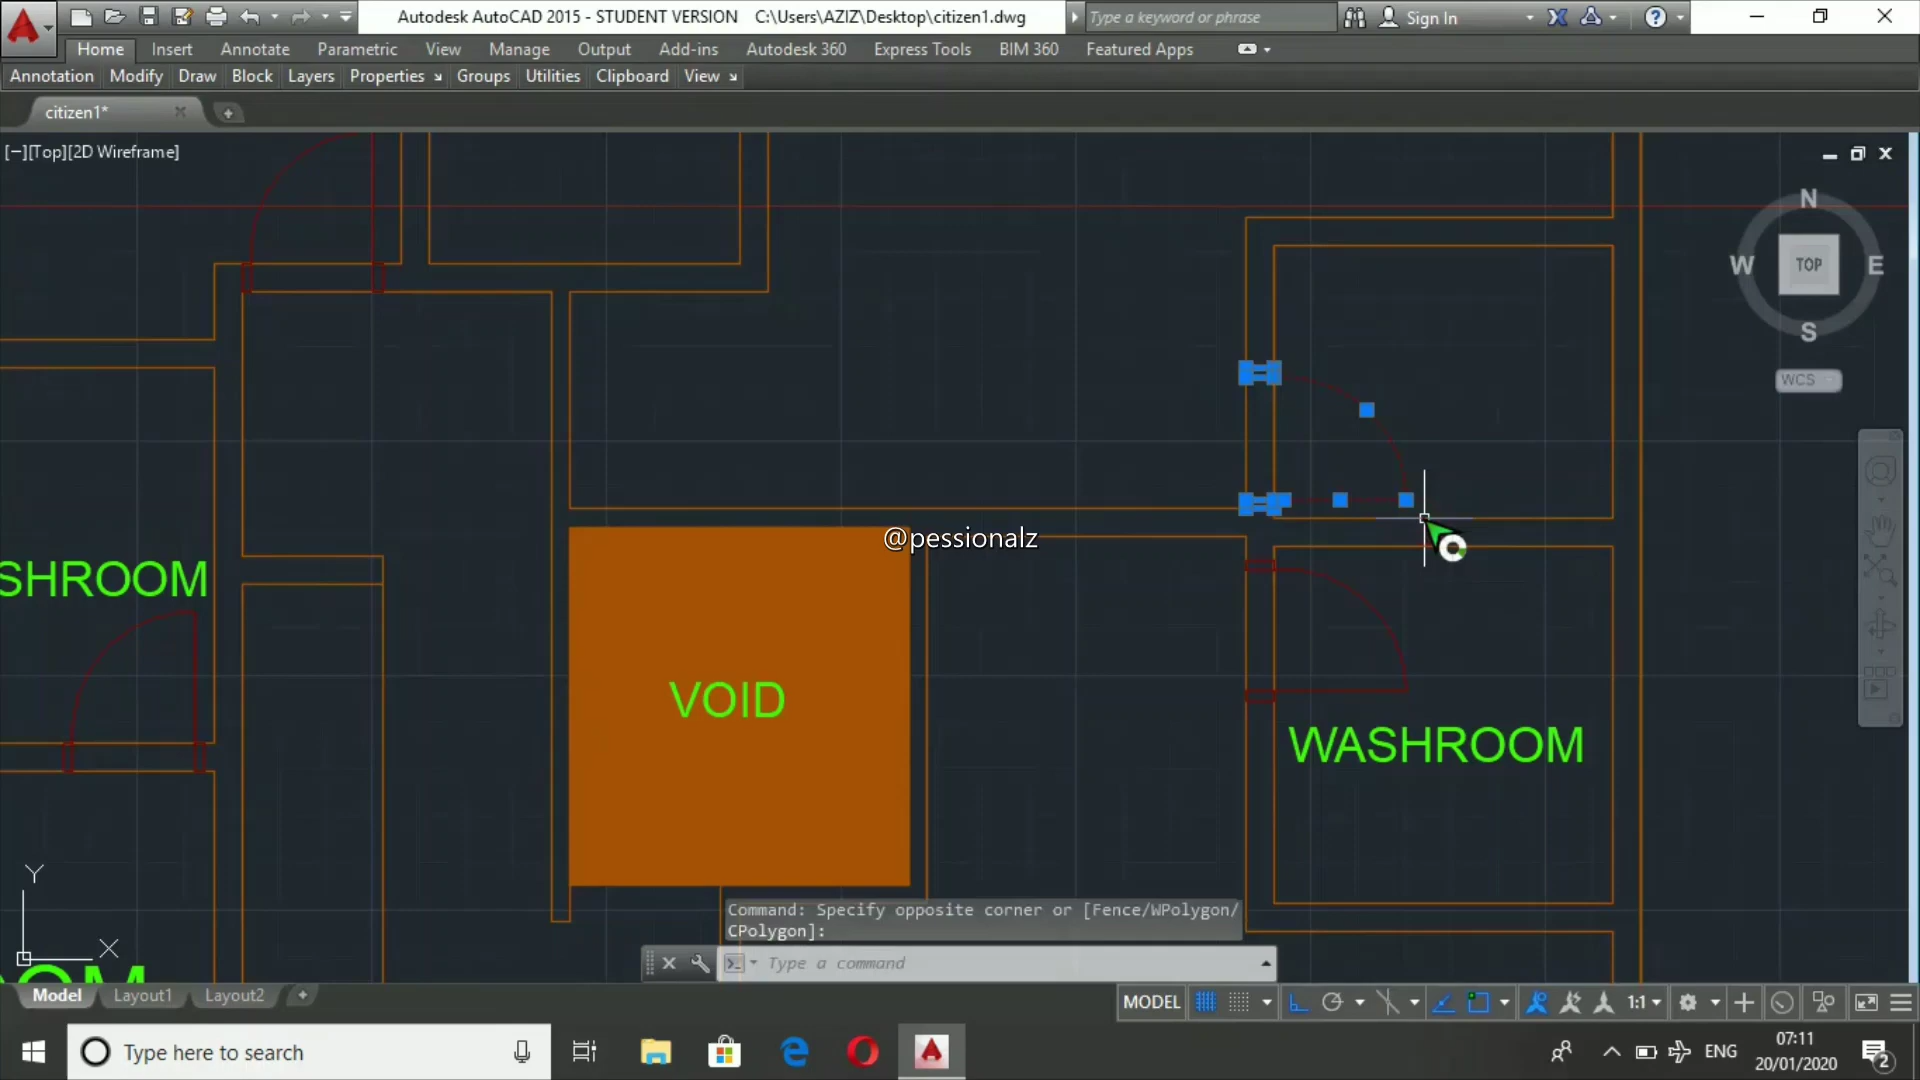 Autodesk AutoCAD 2015 - STUDENT VERSION C:\Users\AZIZ\Desktop\citizen1.dwg
Type a keyword or phrase
Sign In
Home Insert Annotate Parametric View Manage Output Add-ins Autodesk 360 Express Tools BIM 360 Featured Apps
Annotation Modify Draw Block Layers Properties Groups Utilities Clipboard View
citizen1*
[−][Top][2D Wireframe]
N
W TOP E
S
WCS
@pessionalz
SHROOM
VOID
WASHROOM
Y
X
OOM
Command: Specify opposite corner or [Fence/WPolygon/
CPolygon]:
Type a command
Model Layout1 Layout2
MODEL 1:1
Type here to search
ENG
07:11
20/01/2020
2